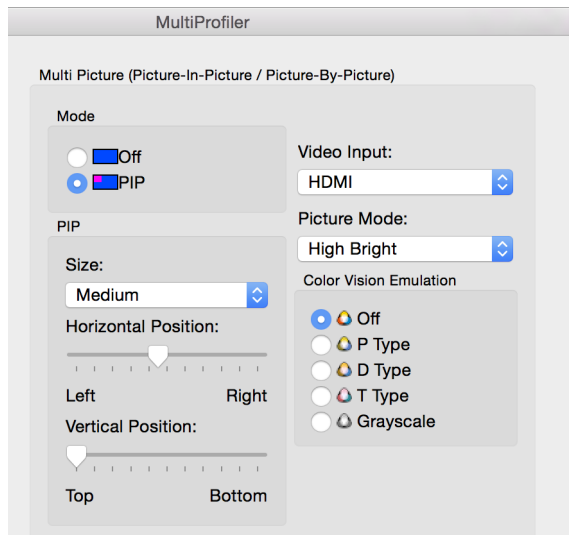 MultiProfiler
Multi Picture (Picture-In-Picture / Picture-By-Picture)
Mode
Off
PIP
PIP
Size:
Medium
Horizontal Position:
Left Right
Vertical Position:
Top Bottom
Video Input:
HDMI
Picture Mode:
High Bright
Color Vision Emulation
Off
P Type
D Type
T Type
Grayscale